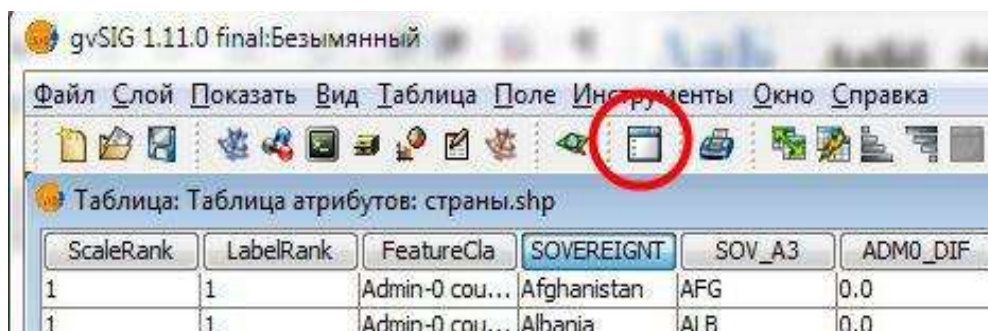 gvSIG 1.11.0 final:Безымянный
Файл Слой Показать Вид Таблица Поле Инструменты Окно Справка
Таблица: Таблица атрибутов: страны.shp
ScaleRank LabelRank FeatureCla SOVEREIGNT SOV_A3 ADM0_DIF
1 1 Admin-0 cou... Afghanistan AFG 0.0
1 1 Admin-0 cou... Albania ALB 0.0